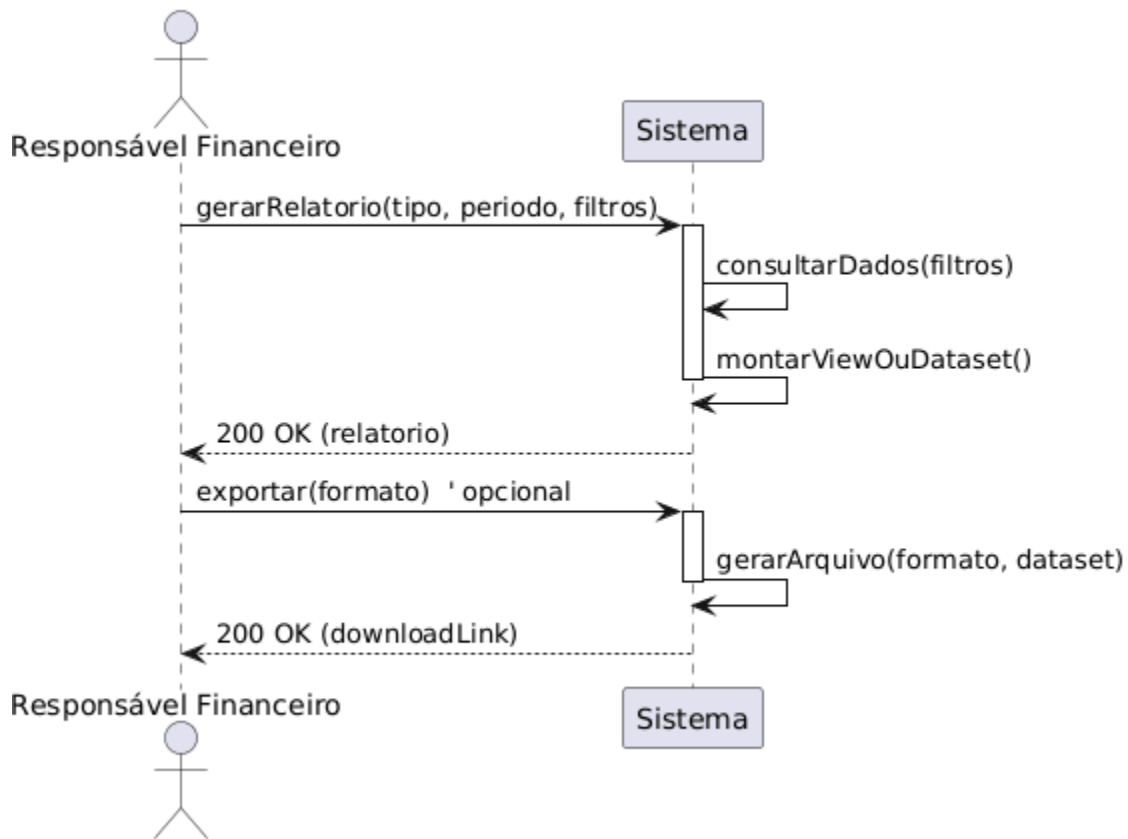 Responsável Financeiro
Sistema
gerarRelatorio(tipo, periodo, filtros)
consultarDados(filtros)
montarViewOuDataset()
200 OK (relatorio)
exportar(formato)  ' opcional
gerarArquivo(formato, dataset)
200 OK (downloadLink)
Responsável Financeiro
Sistema